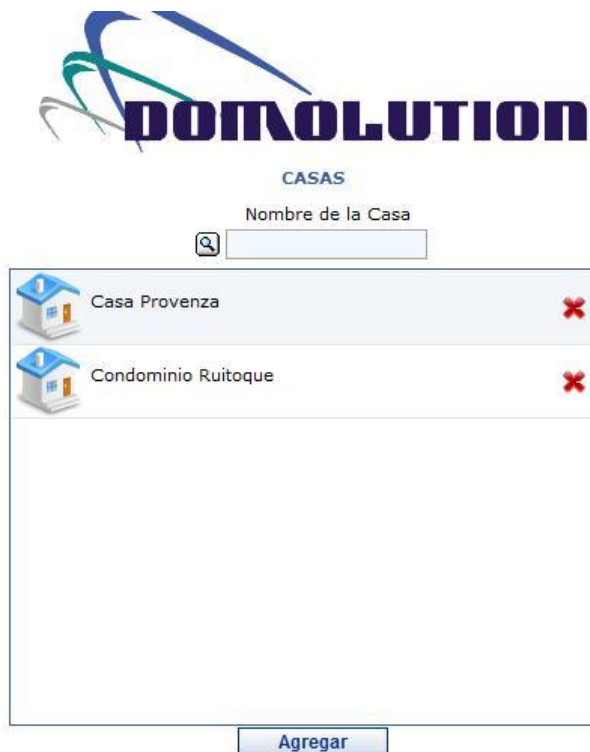 DOMOLUTION
CASAS
Nombre de la Casa
Casa Provenza
Condominio Ruitoque
Agregar